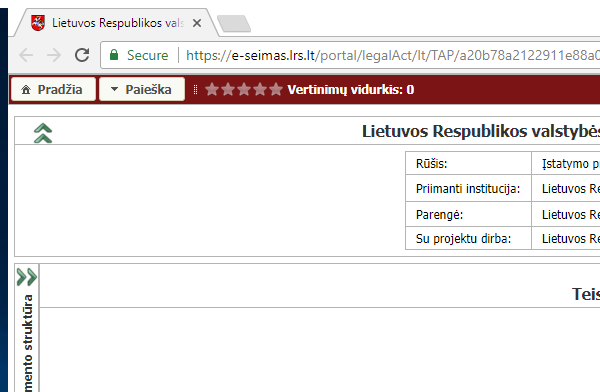 Lietuvos Respublikos vals
Secure https://e-seimas.lrs.lt/portal/legalAct/lt/TAP/a20b78a2122911e88a0
Pradžia Paieška Vertinimų vidurkis: 0
Lietuvos Respublikos valstybės
Rūšis: Įstatymo p
Priimanti institucija: Lietuvos Re
Parengė: Lietuvos Re
Su projektu dirba: Lietuvos Re
Teis
mento struktūra